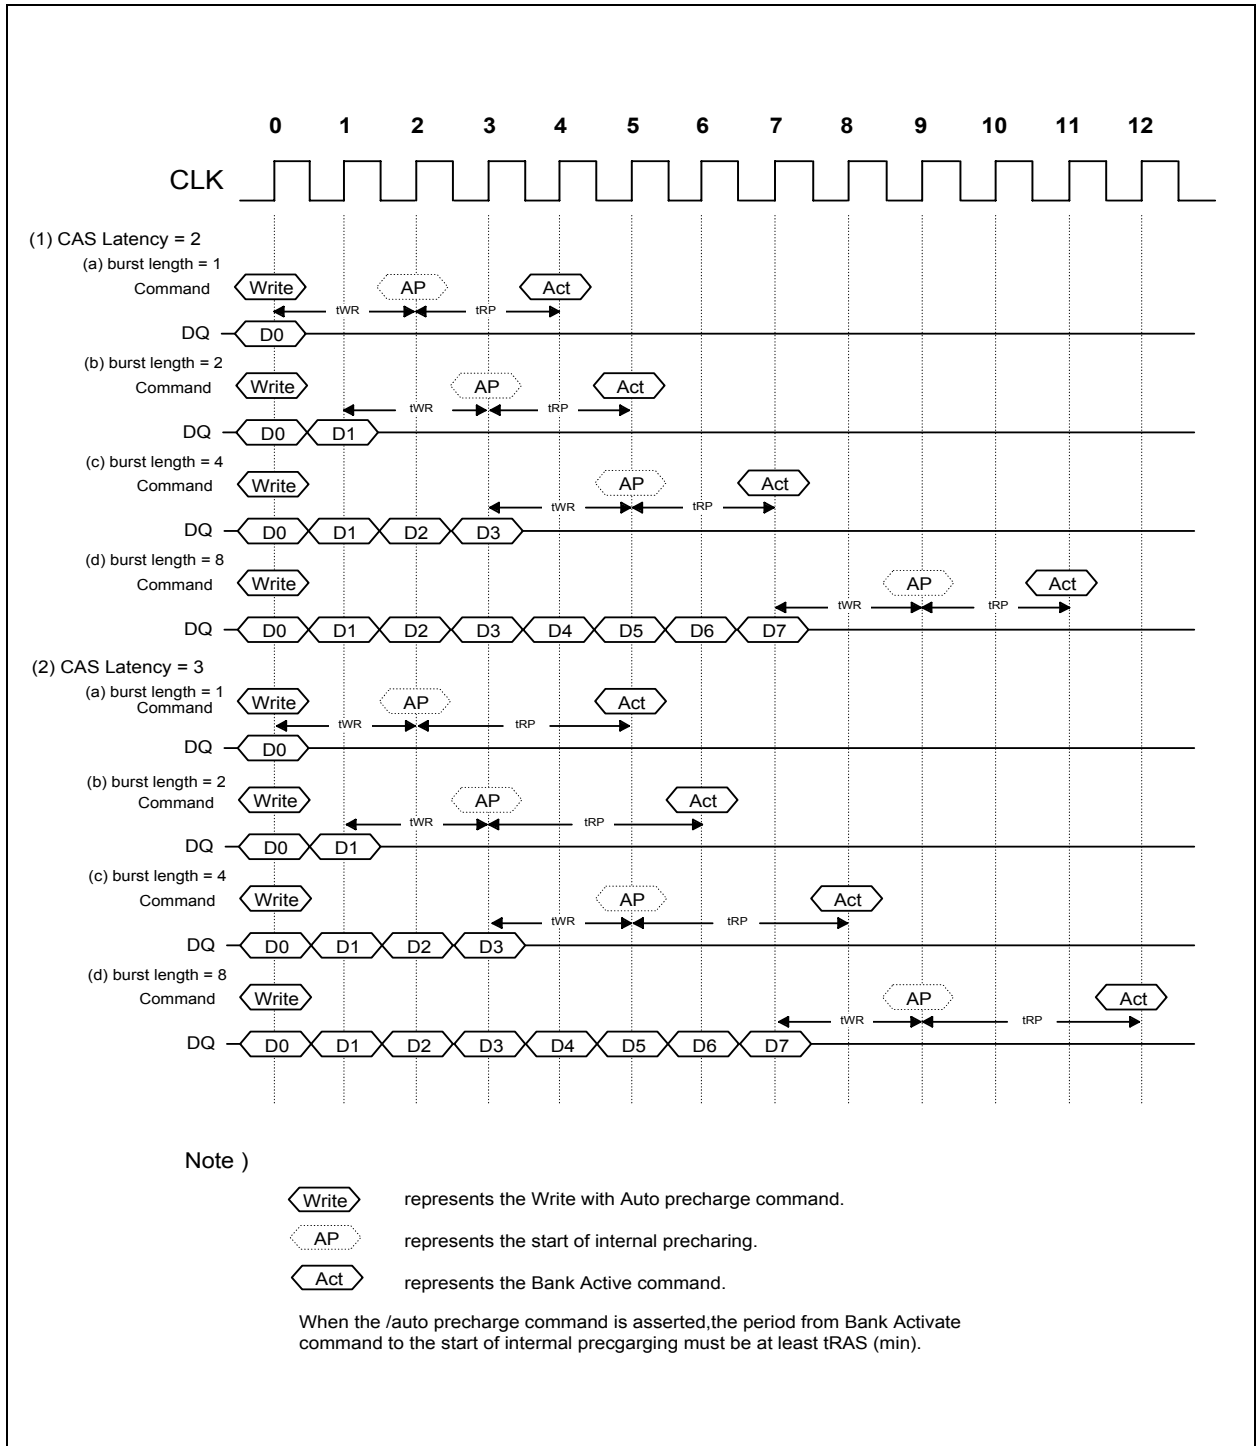 0 1 2 3 4 5 6 7 8 9 10 11 12
CLK
(1) CAS Latency = 2
(a) burst length = 1
Command Write AP Act
tWR tRP
DQ D0
(b) burst length = 2
Command Write AP Act
tWR tRP
DQ D0 D1
(c) burst length = 4
Command Write AP Act
tWR tRP
DQ D0 D1 D2 D3
(d) burst length = 8
Command Write AP Act
tWR tRP
DQ D0 D1 D2 D3 D4 D5 D6 D7
(2) CAS Latency = 3
(a) burst length = 1
Command Write AP Act
tWR tRP
DQ D0
(b) burst length = 2
Command Write AP Act
tWR tRP
DQ D0 D1
(c) burst length = 4
Command Write AP Act
tWR tRP
DQ D0 D1 D2 D3
(d) burst length = 8
Command Write AP Act
tWR tRP
DQ D0 D1 D2 D3 D4 D5 D6 D7
Note )
Write represents the Write with Auto precharge command.
AP represents the start of internal precharing.
Act represents the Bank Active command.
When the /auto precharge command is asserted,the period from Bank Activate
command to the start of intermal precgarging must be at least tRAS (min).